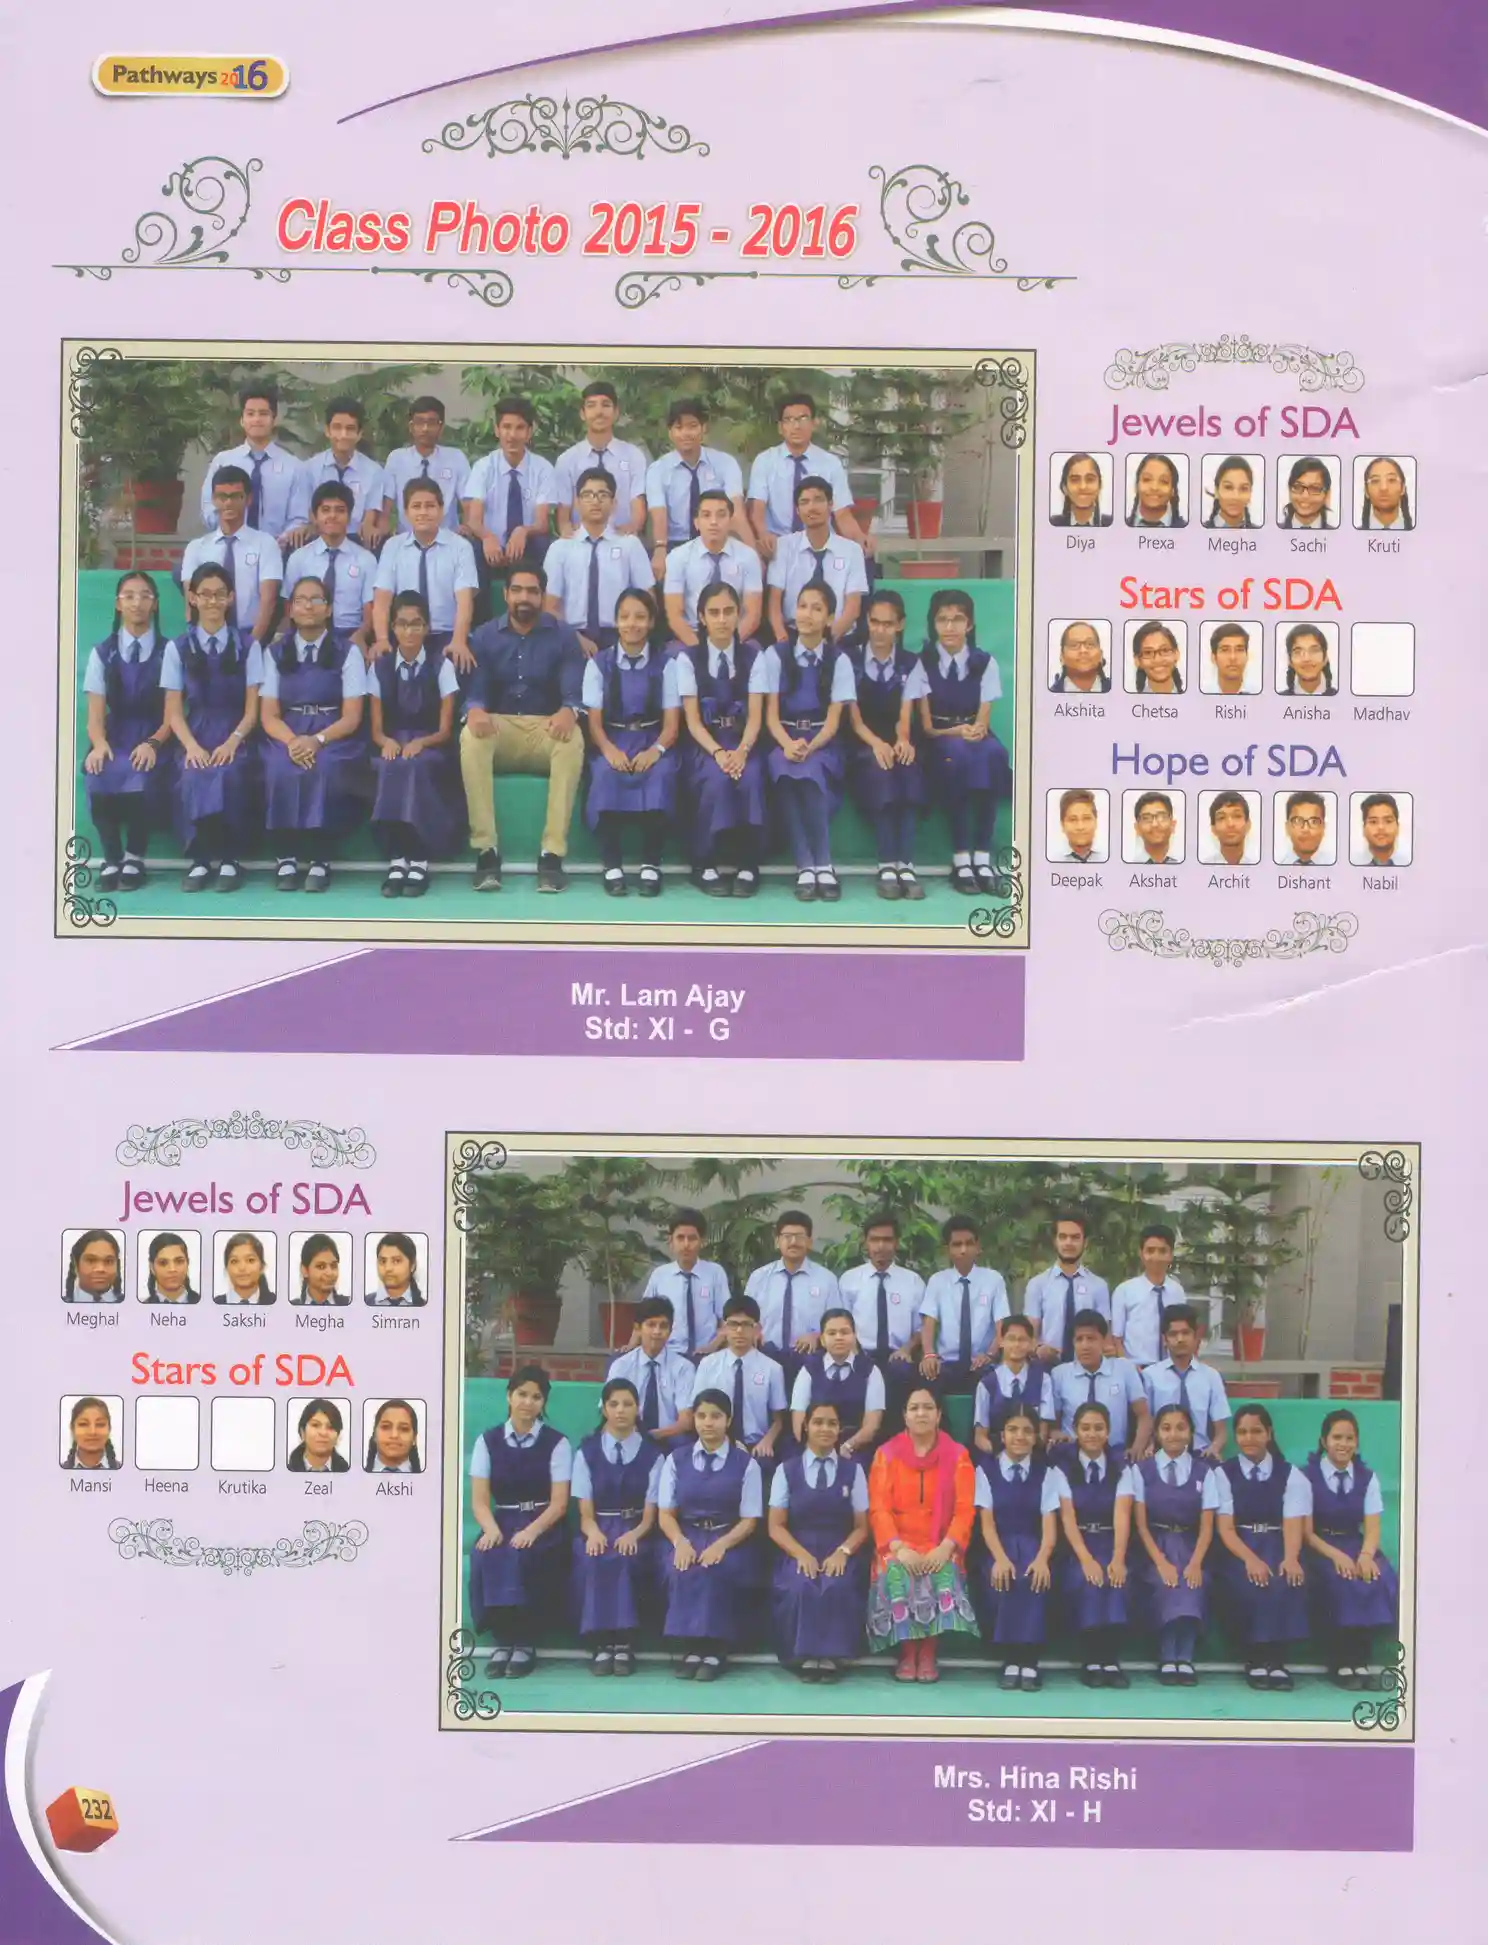 Pathways 2016
Class Photo 2015 - 2016
Jewels of SDA
Diya Prexa Megha Sachi Kruti
Stars of SDA
Akshita Chetsa Rishi Anisha Madhav
Hope of SDA
Deepak Akshat Archit Dishant Nabil
Mr. Lam Ajay
Std: XI - G
Jewels of SDA
Meghal Neha Sakshi Megha Simran
Stars of SDA
Mansi Heena Krutika Zeal Akshi
Mrs. Hina Rishi
Std: XI - H
232